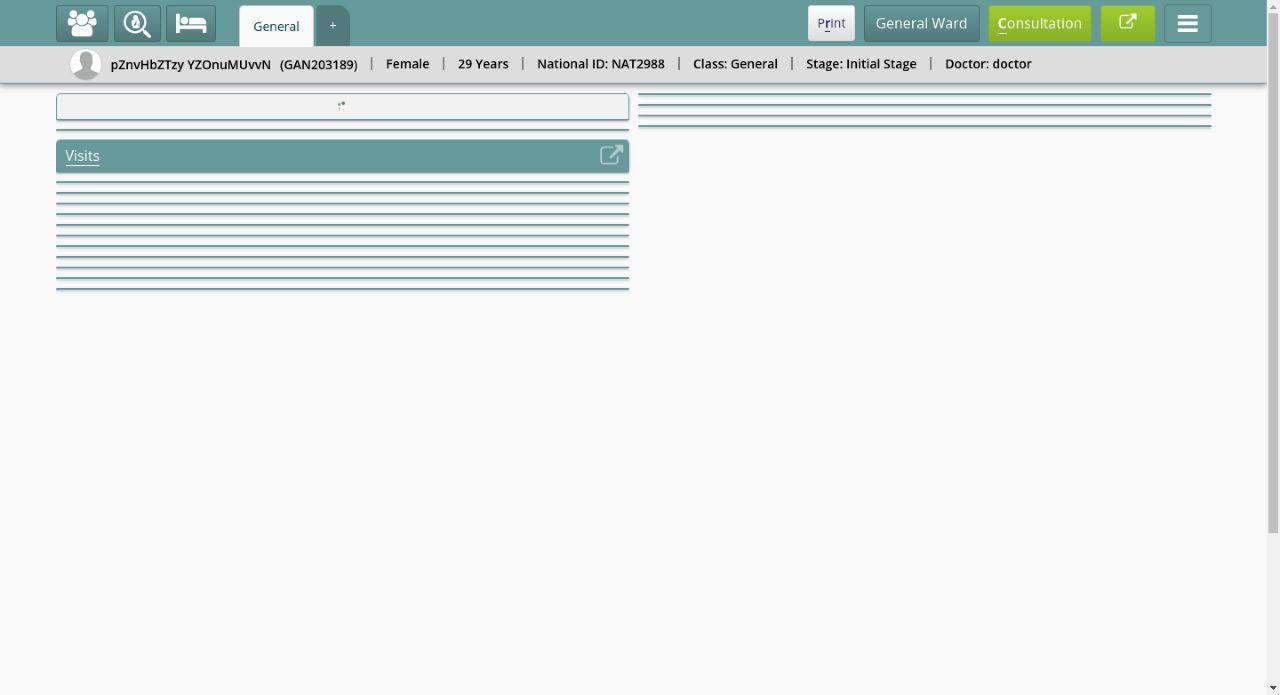 General
+
Print
General Ward
Consultation
pZnvHbZTzy YZOnuMUvvN (GAN203189) | Female | 29 Years | National ID: NAT2988 | Class: General | Stage: Initial Stage | Doctor: doctor
Visits